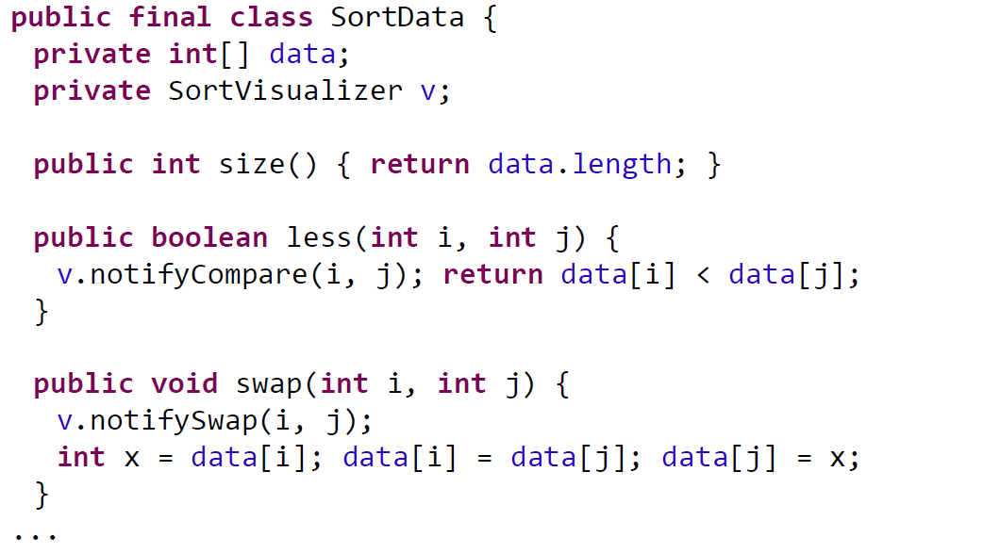 public final class SortData {
private int[] data;
private SortVisualizer v;
public int size() { return data.length; }
public boolean less(int i, int j) {
v.notifyCompare(i, j); return data[i] < data[j];
}
public void swap(int i, int j) {
v.notifySwap(i, j);
int x = data[i]; data[i] = data[j]; data[j] = x;
}
...